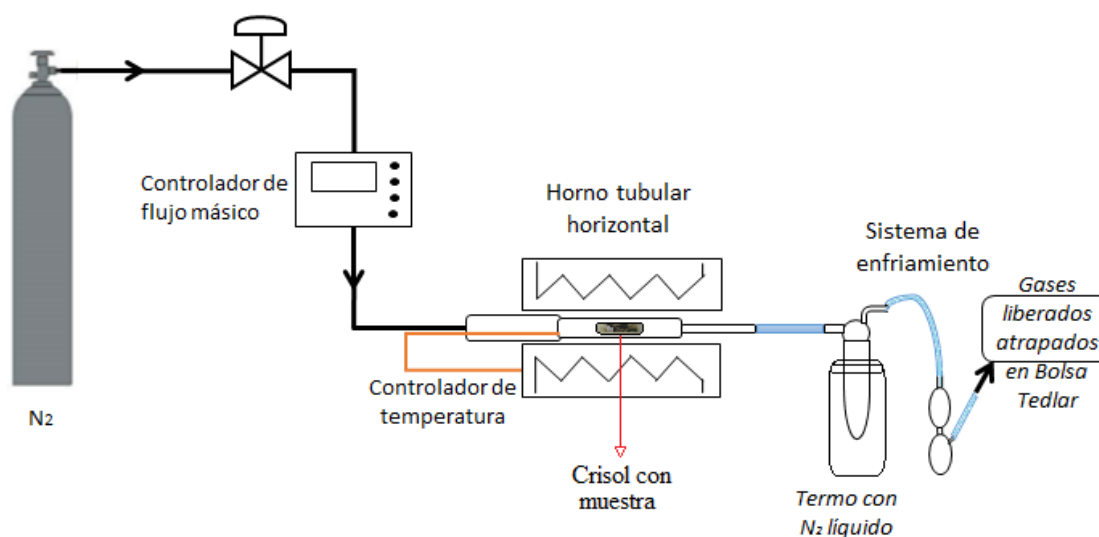 Controlador de
flujo másico
N2
Horno tubular
horizontal
Controlador de
temperatura
Crisol con
muestra
Sistema de
enfriamiento
Termo con
N2 líquido
Gases
liberados
atrapados
en Bolsa
Tedlar